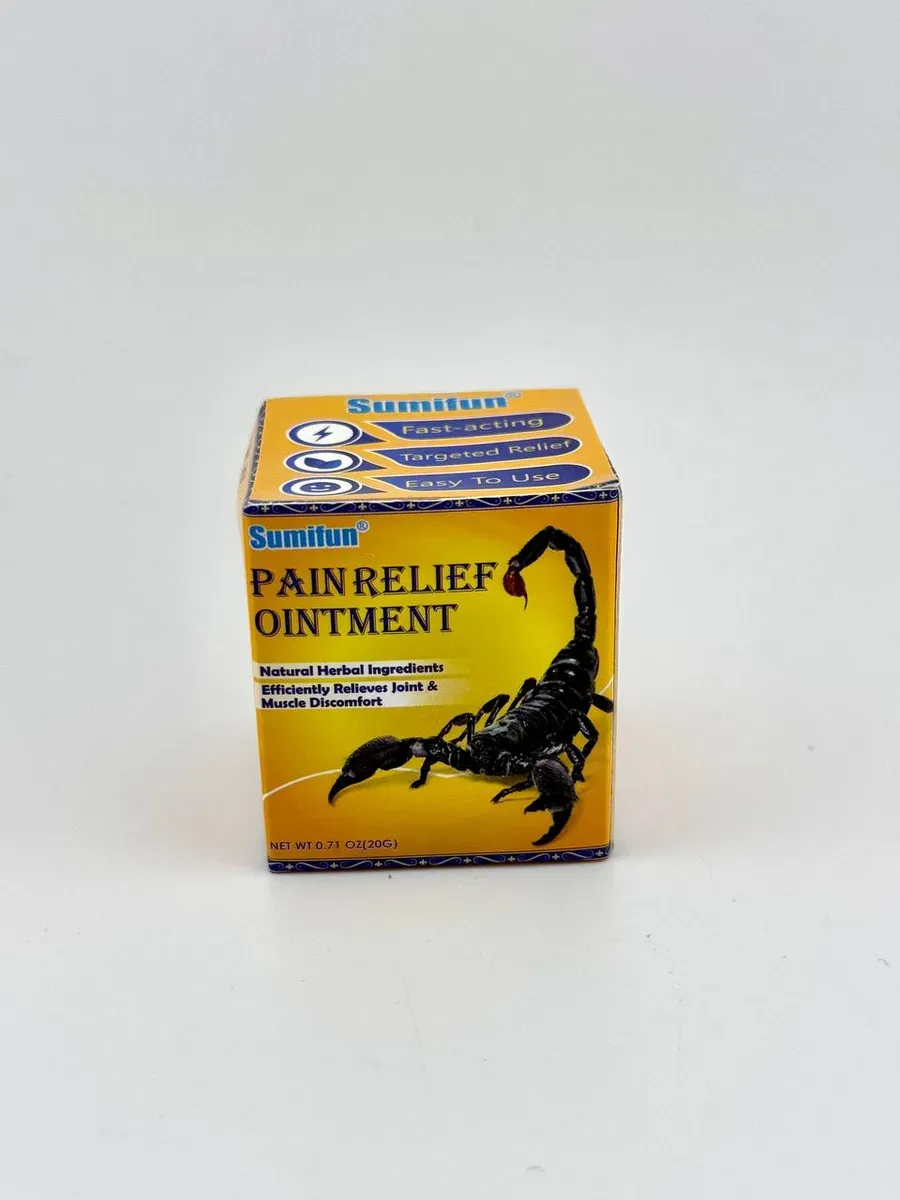 Sumifun®
Fast-acting
Targeted Relief
Easy To Use
Sumifun®
PAIN RELIEF
OINTMENT
Natural Herbal Ingredients
Efficiently Relieves Joint &
Muscle Discomfort
NET WT 0.71 OZ(20G)